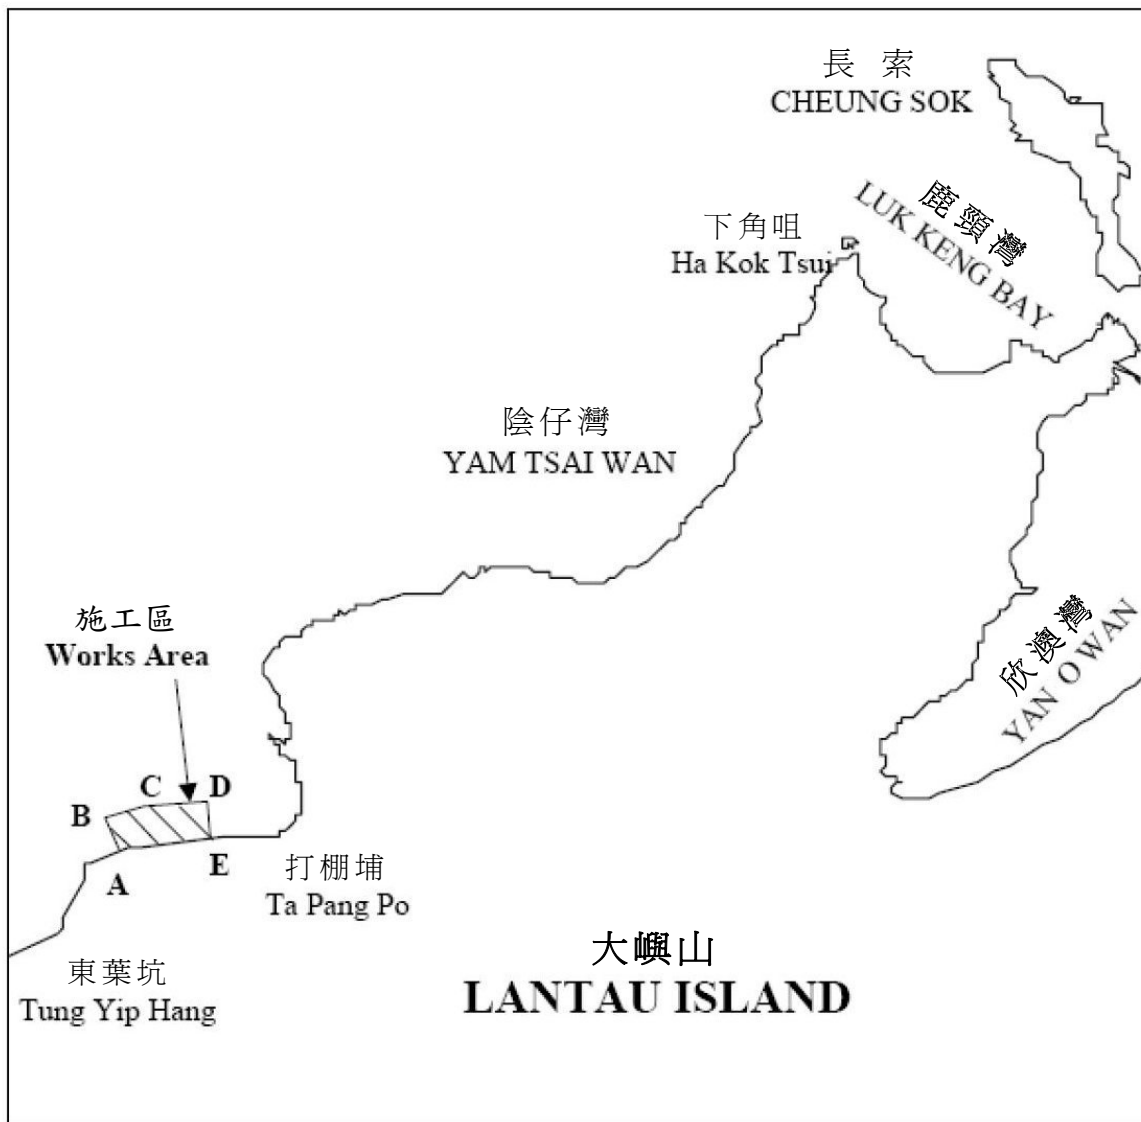 長 索
CHEUNG SOK
鹿頸灣
LUK KENG BAY
下角咀
Ha Kok Tsui
陰仔灣
YAM TSAI WAN
施工區
Works Area
欣澳灣
YAN O WAN
C D
B
A
E
打棚埔
Ta Pang Po
大嶼山
LANTAU ISLAND
東葉坑
Tung Yip Hang